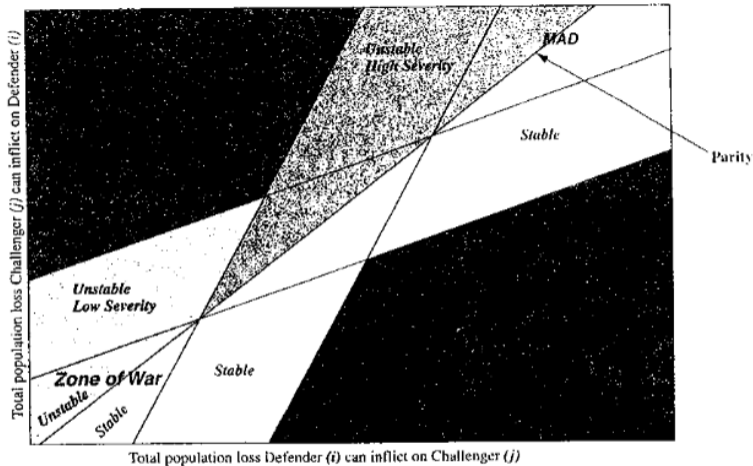 Total population loss Challenger (j) can inflict on Defender (i)
Unstable
High Severity
MAD
Stable
Parity
Unstable
Low Severity
Zone of War
Unstable
Stable
Stable
Total population loss Defender (i) can inflict on Challenger (j)